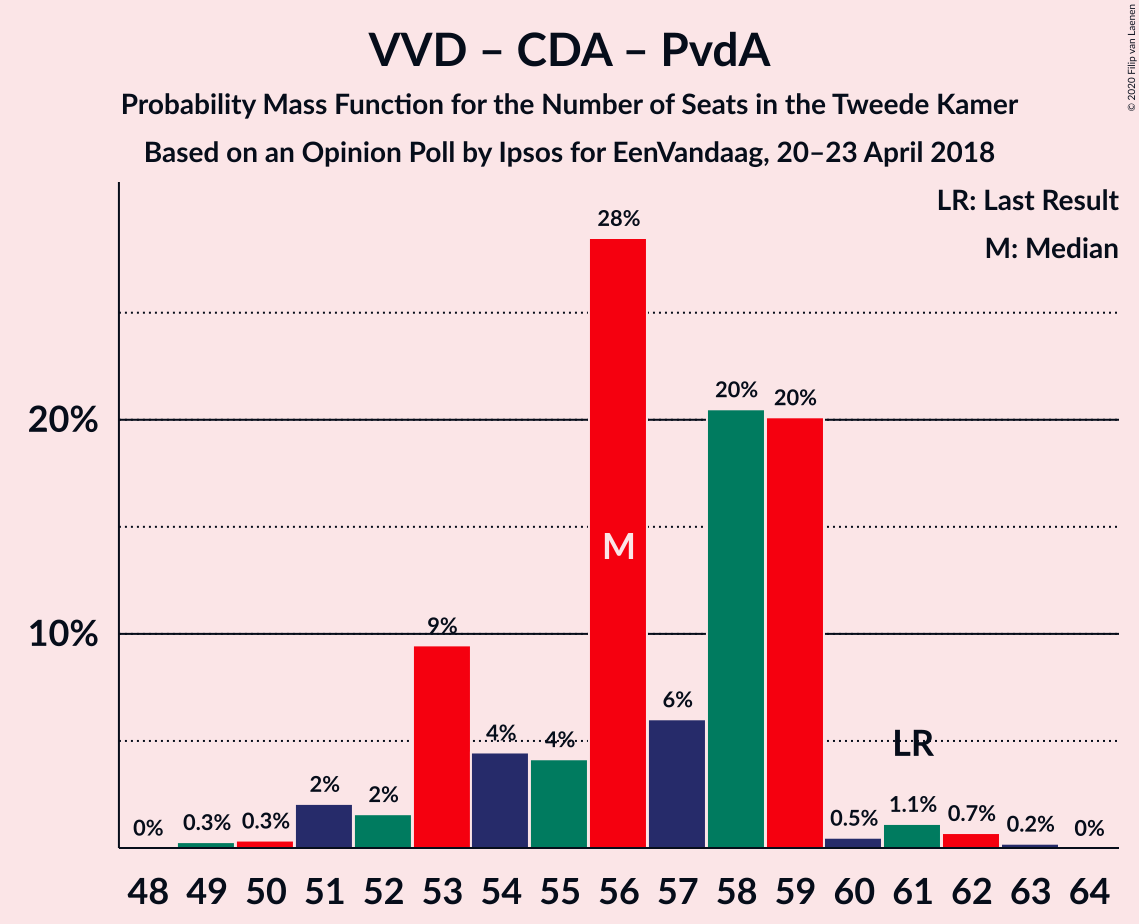 VVD – CDA – PvdA
Probability Mass Function for the Number of Seats in the Tweede Kamer
Based on an Opinion Poll by Ipsos for EenVandaag, 20–23 April 2018
© 2020 Filip van Laenen
LR: Last Result
M: Median
28%
20%
20%
20%
M
10%
9%
6%
4%
4%
LR
2%
2%
0%
0.3%
0.3%
0.5%
1.1%
0.7%
0.2%
0%
48 49 50 51 52 53 54 55 56 57 58 59 60 61 62 63 64